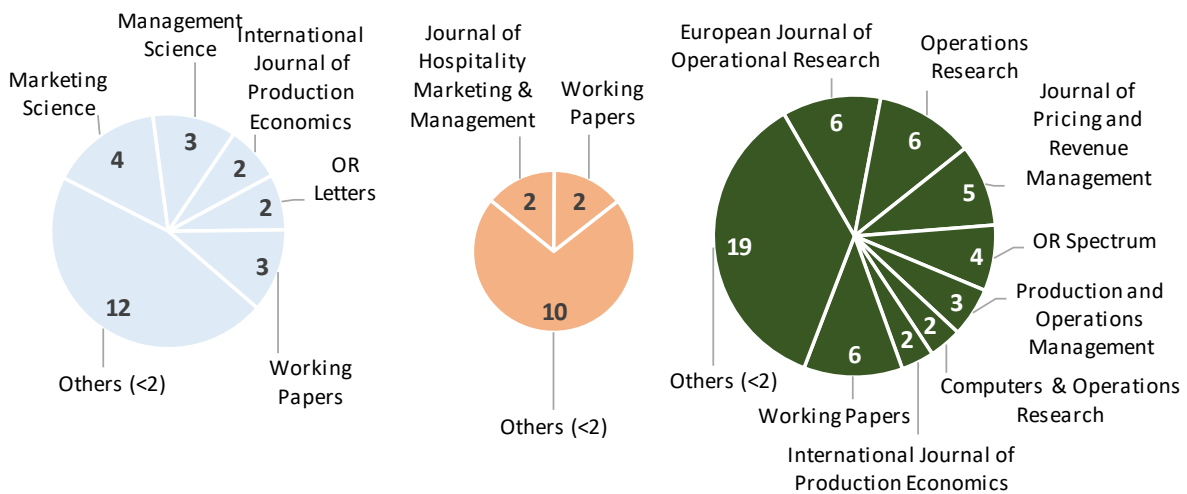 Management
Science
International
Journal of
Production
Economics
Marketing
Science
OR
Letters
4
3
2
2
3
12
Others (<2)
Working
Papers
Journal of
Hospitality
Marketing &
Management
Working
Papers
2
2
10
Others (<2)
European Journal of
Operational Research
Operations
Research
Journal of
Pricing and
Revenue
Management
OR Spectrum
Production and
Operations
Management
Computers & Operations
Research
International Journal of
Production Economics
Working Papers
Others (<2)
6
6
5
4
3
2
2
6
19